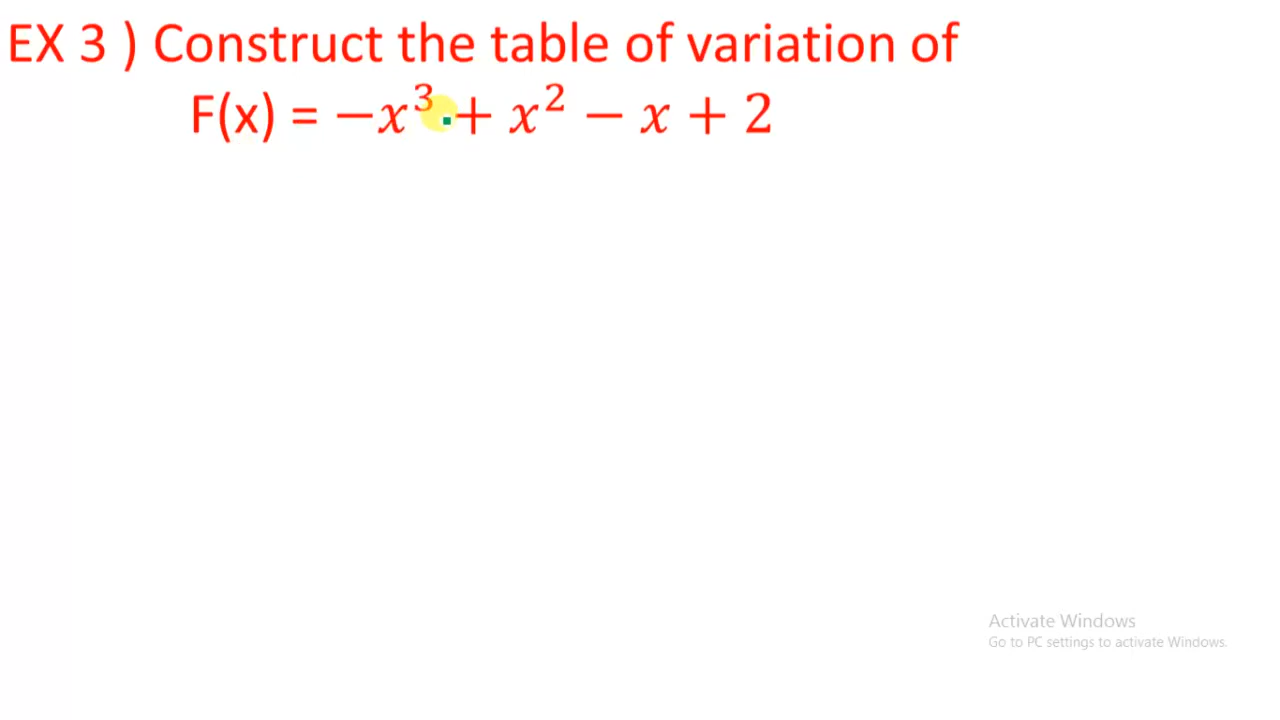 EX 3 ) Construct the table of variation of
F(x) = −x³ + x² − x + 2
Activate Windows
Go to PC settings to activate Windows.